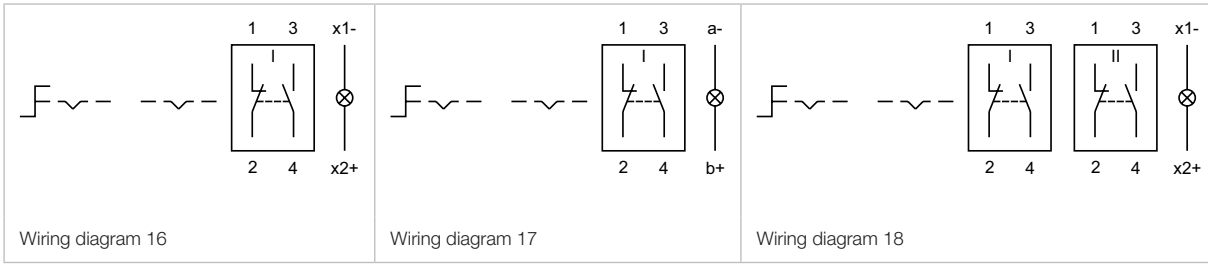 1 3 x1-
I
2 4 x2+
Wiring diagram 16
1 3 a-
I
2 4 b+
Wiring diagram 17
1 3 1 3 x1-
I II
2 4 2 4 x2+
Wiring diagram 18